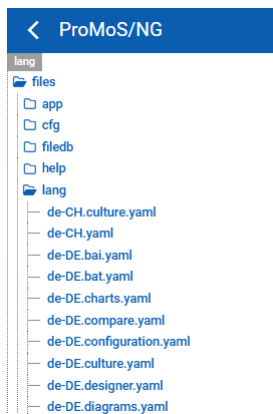 ProMoS/NG
lang
files
app
cfg
filedb
help
lang
de-CH.culture.yaml
de-CH.yaml
de-DE.bai.yaml
de-DE.bat.yaml
de-DE.charts.yaml
de-DE.compare.yaml
de-DE.configuration.yaml
de-DE.culture.yaml
de-DE.designer.yaml
de-DE.diagrams.yaml